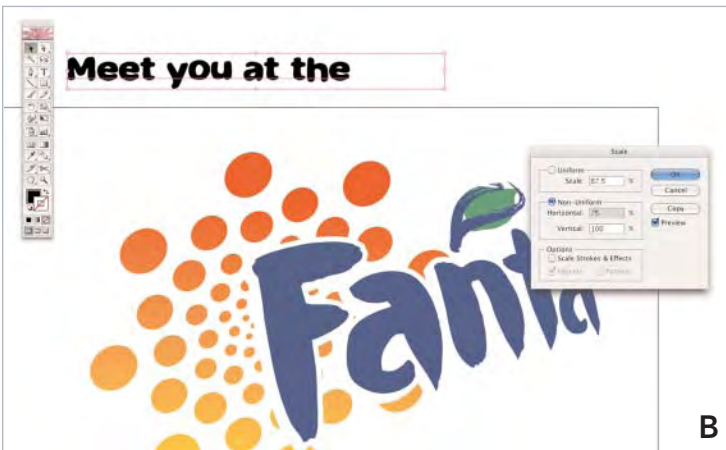 Meet you at the
Scale
Uniform
Scale: 87.5 %
OK
Cancel
Non-Uniform
Horizontal: 75 %
Copy
Preview
Vertical: 100 %
Options
Scale Strokes & Effects
Fanta
B